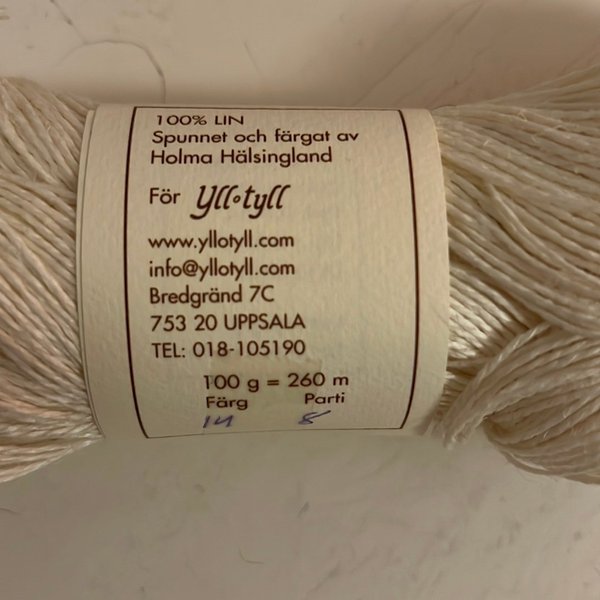 100% LIN
Spunnet och färgat av
Holma Hälsingland
För Yll•tyll
www.yllotyll.com
info@yllotyll.com
Bredgränd 7C
753 20 UPPSALA
TEL: 018-105190
100 g = 260 m
Färg Parti
14 8